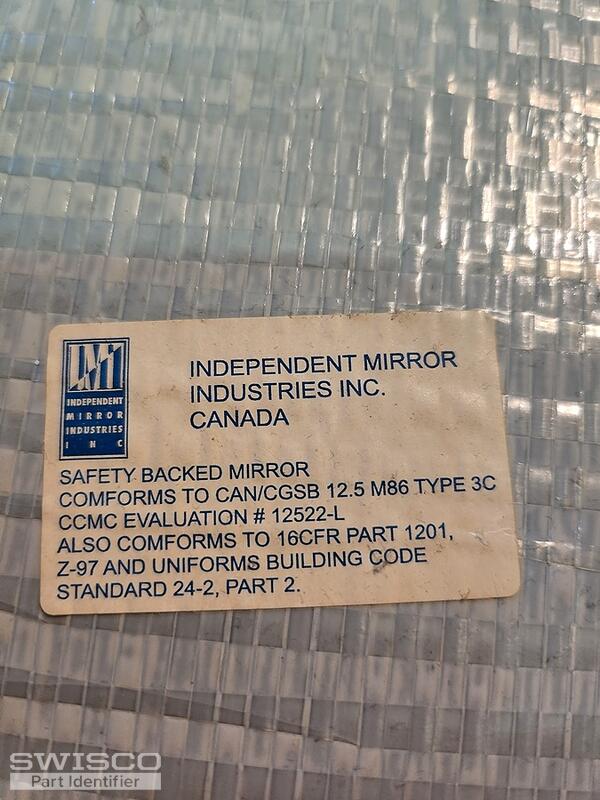 IMI
INDEPENDENT
MIRROR
INDUSTRIES
INC
INDEPENDENT MIRROR
INDUSTRIES INC.
CANADA
SAFETY BACKED MIRROR
COMFORMS TO CAN/CGSB 12.5 M86 TYPE 3C
CCMC EVALUATION # 12522-L
ALSO COMFORMS TO 16CFR PART 1201,
Z-97 AND UNIFORMS BUILDING CODE
STANDARD 24-2, PART 2.
SWISCO
Part Identifier